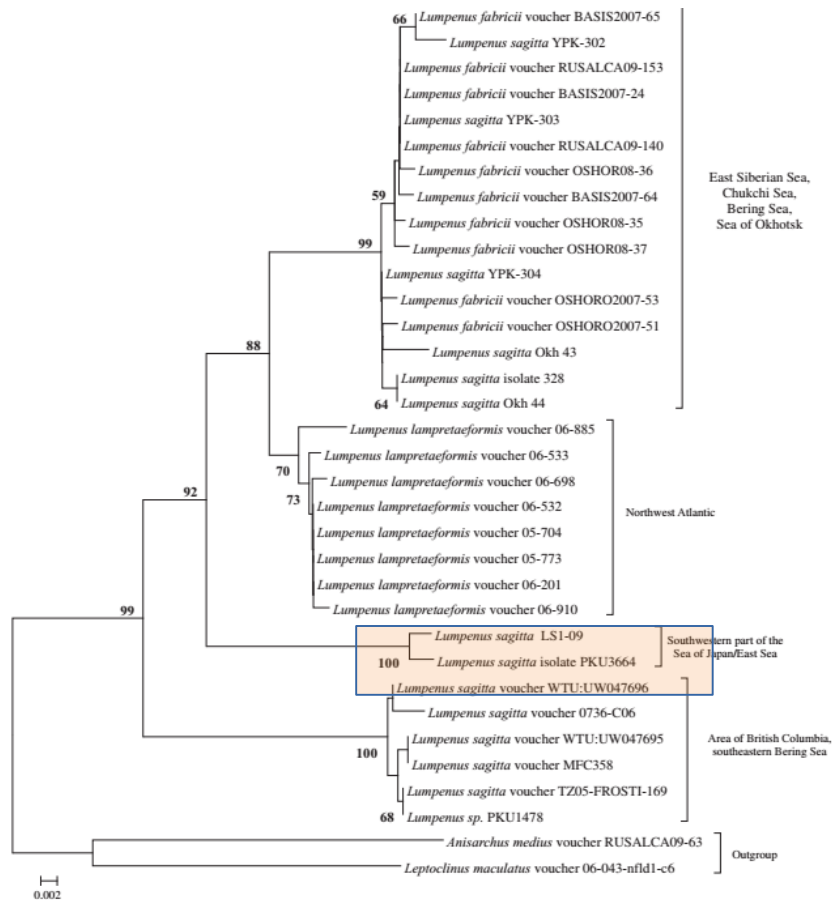 66
Lumpenus fabricii voucher BASIS2007-65
Lumpenus sagitta YPK-302
Lumpenus fabricii voucher RUSALCA09-153
Lumpenus fabricii voucher BASIS2007-24
Lumpenus sagitta YPK-303
Lumpenus fabricii voucher RUSALCA09-140
Lumpenus fabricii voucher OSHOR08-36
59
Lumpenus fabricii voucher BASIS2007-64
Lumpenus fabricii voucher OSHOR08-35
99
Lumpenus fabricii voucher OSHOR08-37
Lumpenus sagitta YPK-304
Lumpenus fabricii voucher OSHORO2007-53
Lumpenus fabricii voucher OSHORO2007-51
88
Lumpenus sagitta Okh 43
Lumpenus sagitta isolate 328
64
Lumpenus sagitta Okh 44
East Siberian Sea,
Chukchi Sea,
Bering Sea,
Sea of Okhotsk
Lumpenus lampretaeformis voucher 06-885
Lumpenus lampretaeformis voucher 06-533
70
Lumpenus lampretaeformis voucher 06-698
92
73
Lumpenus lampretaeformis voucher 06-532
Lumpenus lampretaeformis voucher 05-704
Lumpenus lampretaeformis voucher 05-773
Lumpenus lampretaeformis voucher 06-201
99
Lumpenus lampretaeformis voucher 06-910
Northwest Atlantic
Lumpenus sagitta LS1-09
100
Lumpenus sagitta isolate PKU3664
Southwestern part of the
Sea of Japan/East Sea
Lumpenus sagitta voucher WTU:UW047696
Lumpenus sagitta voucher 0736-C06
Lumpenus sagitta voucher WTU:UW047695
100
Lumpenus sagitta voucher MFC358
Lumpenus sagitta voucher TZ05-FROSTI-169
68
Lumpenus sp. PKU1478
Area of British Columbia,
southeastern Bering Sea
Anisarchus medius voucher RUSALCA09-63
Leptoclinus maculatus voucher 06-043-nfld1-c6
Outgroup
0.002